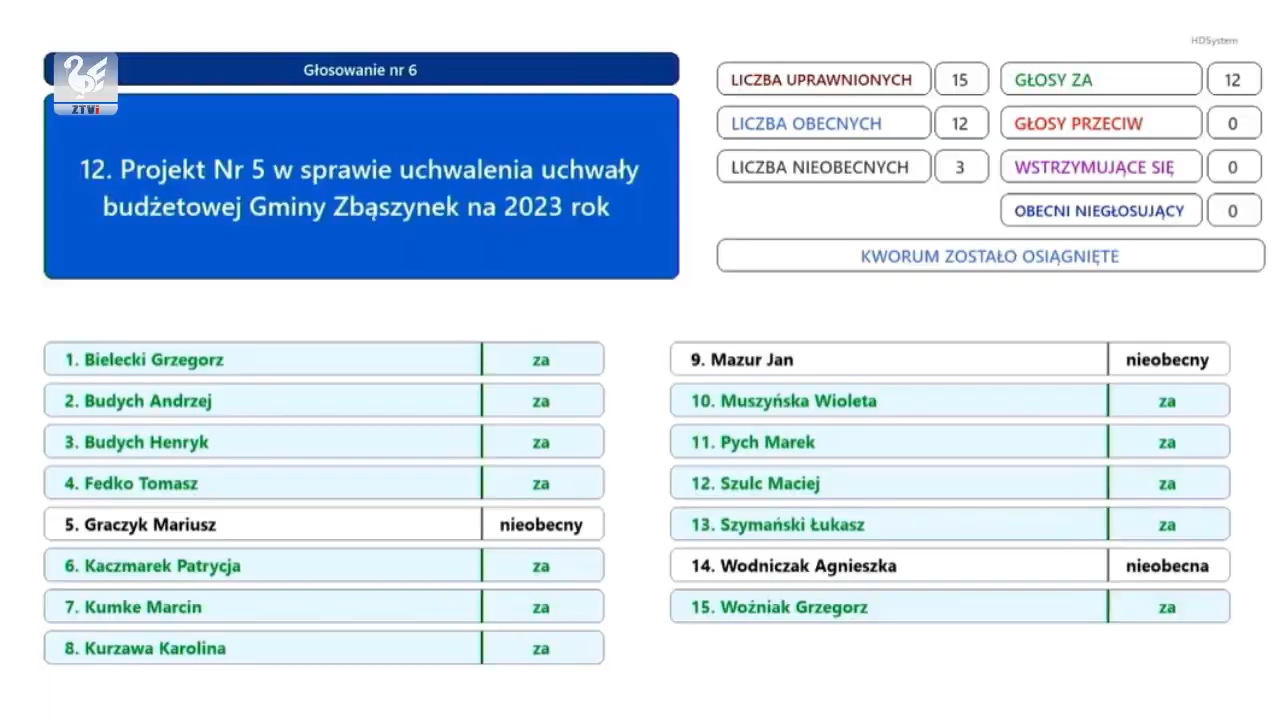 HDSystem
Głosowanie nr 6
ZTVi
12. Projekt Nr 5 w sprawie uchwalenia uchwały
budżetowej Gminy Zbąszynek na 2023 rok
LICZBA UPRAWNIONYCH 15 GŁOSY ZA 12
LICZBA OBECNYCH 12 GŁOSY PRZECIW 0
LICZBA NIEOBECNYCH 3 WSTRZYMUJĄCE SIĘ 0
OBECNI NIEGŁOSUJĄCY 0
KWORUM ZOSTAŁO OSIĄGNIĘTE
1. Bielecki Grzegorz za
2. Budych Andrzej za
3. Budych Henryk za
4. Fedko Tomasz za
5. Graczyk Mariusz nieobecny
6. Kaczmarek Patrycja za
7. Kumke Marcin za
8. Kurzawa Karolina za
9. Mazur Jan nieobecny
10. Muszyńska Wioleta za
11. Pych Marek za
12. Szulc Maciej za
13. Szymański Łukasz za
14. Wodniczak Agnieszka nieobecna
15. Woźniak Grzegorz za